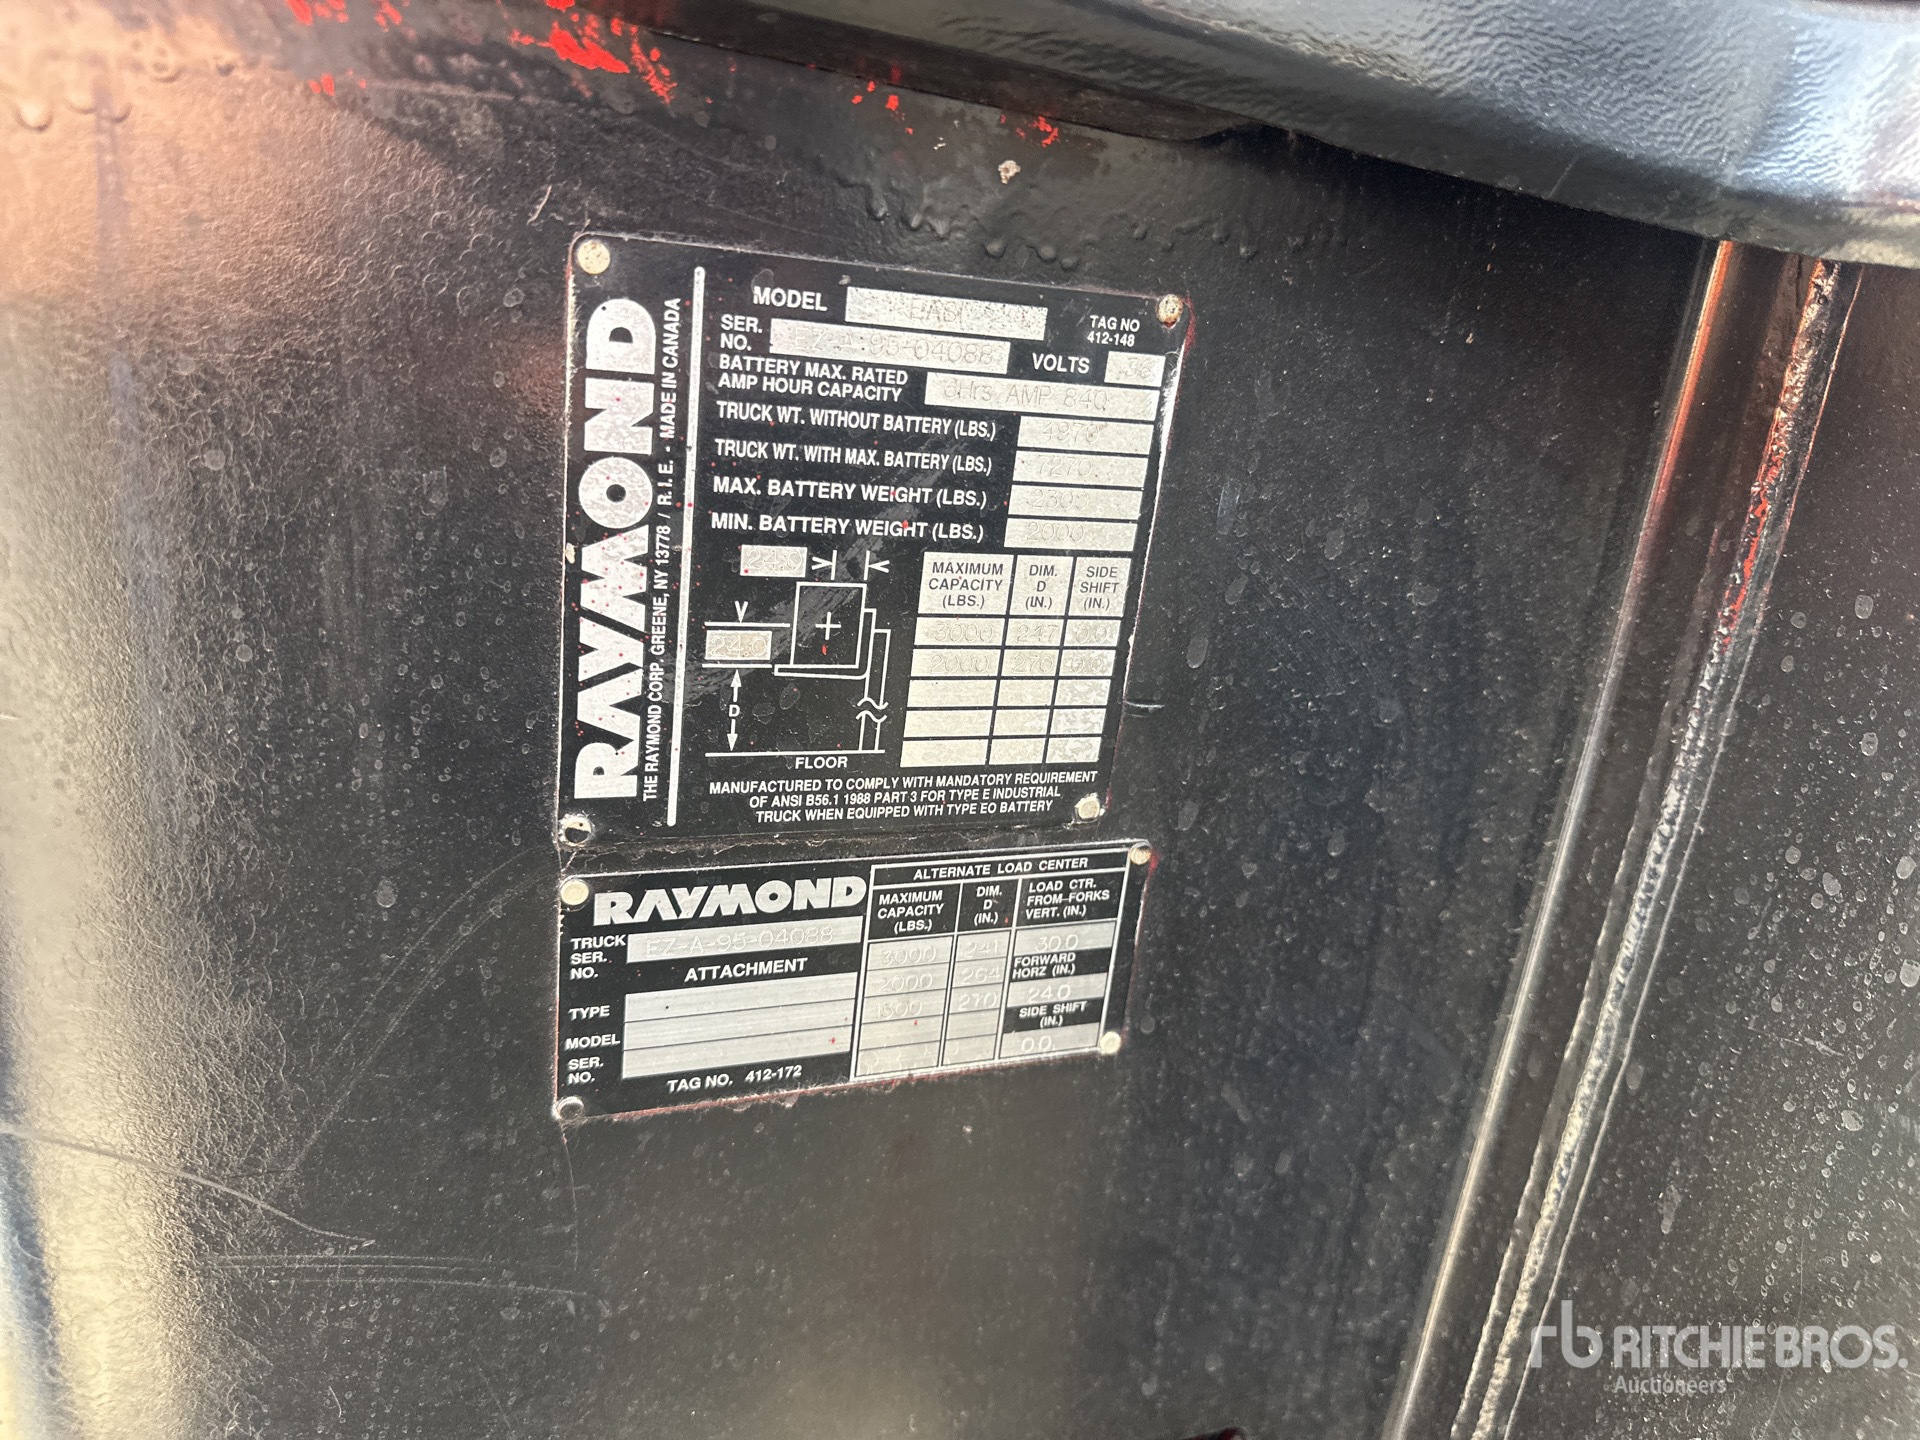 RAYMOND
THE RAYMOND CORP. GREENE, NY 13778 / R.I.E. - MADE IN CANADA
MODEL
TAG NO
412-148
SER.
NO. EZ-A-95-04088
VOLTS 36
BATTERY MAX. RATED
AMP HOUR CAPACITY 6Hrs AMP 840
TRUCK WT. WITHOUT BATTERY (LBS.) 4970
TRUCK WT. WITH MAX. BATTERY (LBS.) 7270
MAX. BATTERY WEIGHT (LBS.) 2300
MIN. BATTERY WEIGHT (LBS.) 2000
24.0
24.0
D
FLOOR
MAXIMUM CAPACITY (LBS.) DIM. D (IN.) SIDE SHIFT (IN.)
3000 247 0.0
2000 270 0.0
MANUFACTURED TO COMPLY WITH MANDATORY REQUIREMENT
OF ANSI B56.1 1988 PART 3 FOR TYPE E INDUSTRIAL
TRUCK WHEN EQUIPPED WITH TYPE EO BATTERY
RAYMOND
TRUCK
SER.
NO. EZ-A-95-04088
ATTACHMENT
TYPE
MODEL
SER.
NO.
TAG NO. 412-172
ALTERNATE LOAD CENTER
MAXIMUM CAPACITY (LBS.) DIM. D (IN.) LOAD CTR. FROM FORKS VERT. (IN.)
3000 241 30.0
2000 264 FORWARD HORZ (IN.)
1500 270 24.0
SIDE SHIFT
(IN.)
0.0.
rb RITCHIE BROS.
Auctioneers